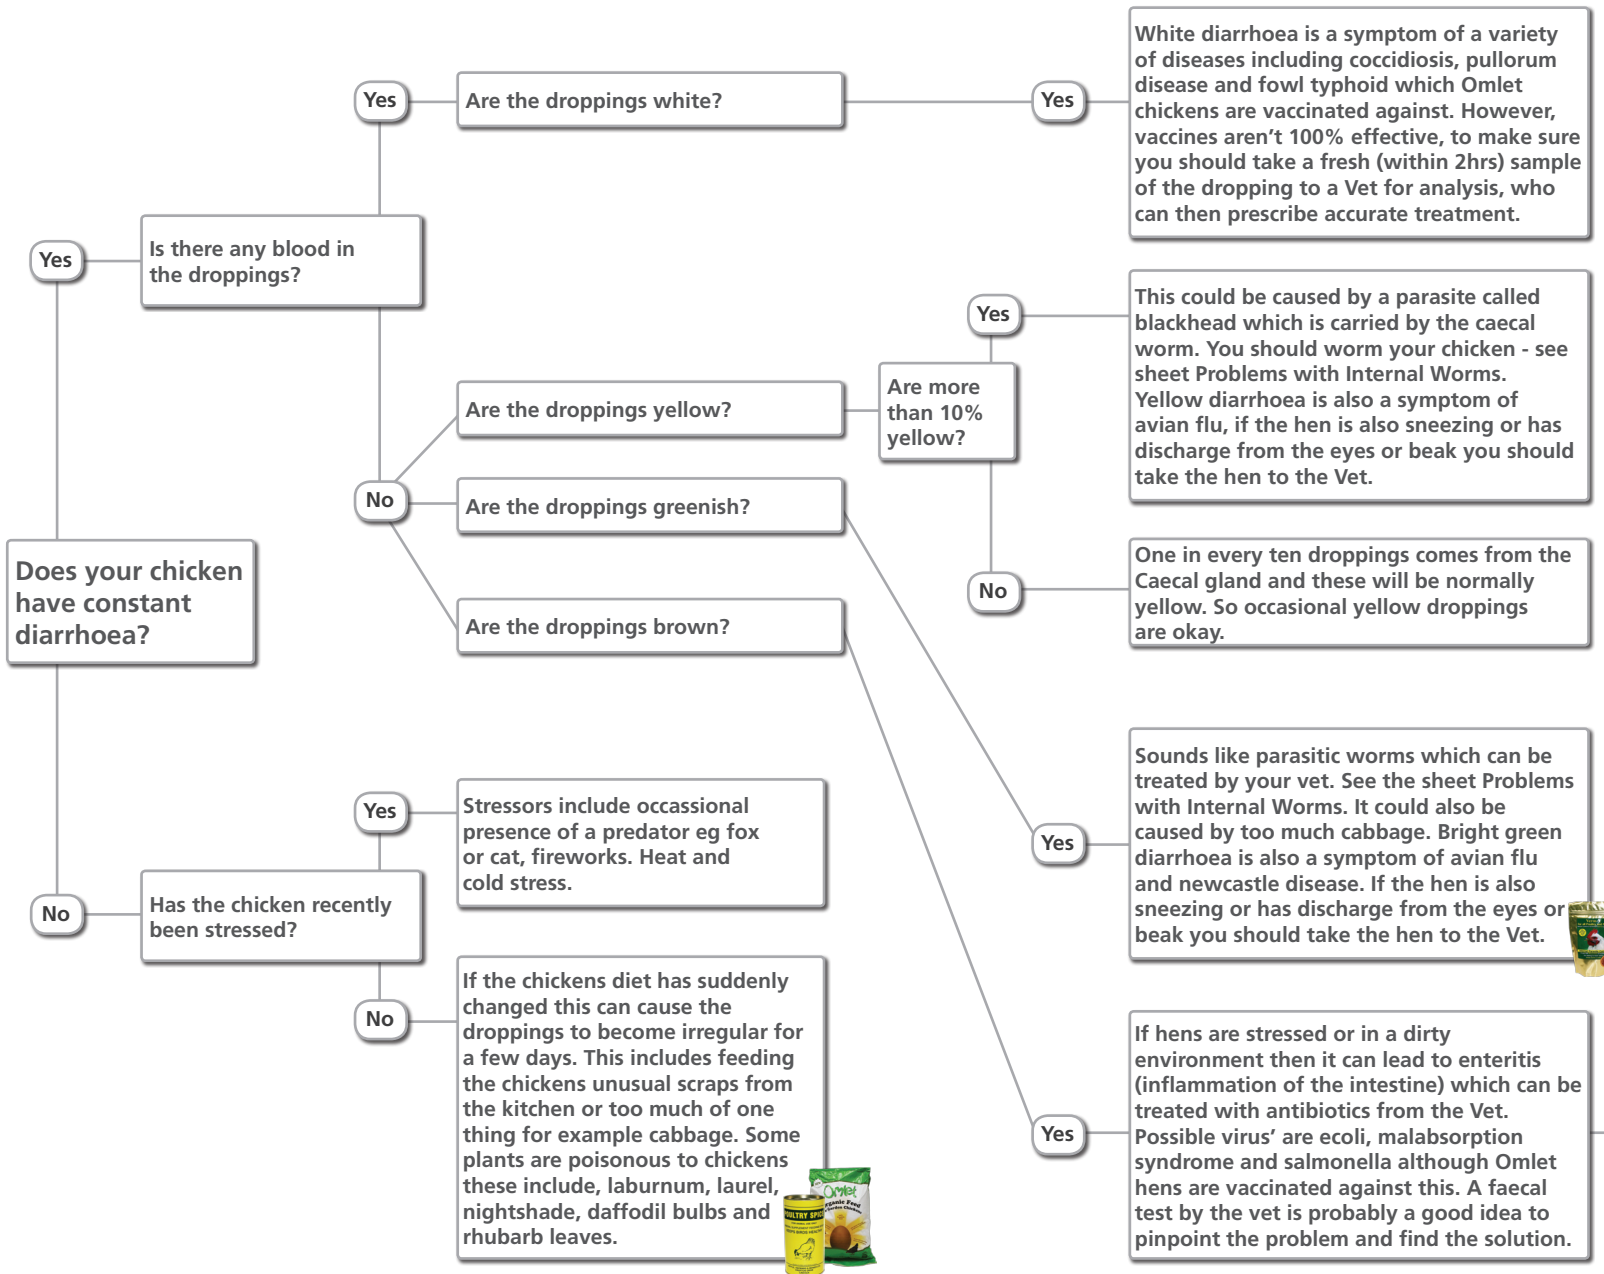 Does your chicken
have constant
diarrhoea?
Yes
Is there any blood in
the droppings?
Yes
Are the droppings white?
Yes
White diarrhoea is a symptom of a variety
of diseases including coccidiosis, pullorum
disease and fowl typhoid which Omlet
chickens are vaccinated against. However,
vaccines aren't 100% effective, to make sure
you should take a fresh (within 2hrs) sample
of the dropping to a Vet for analysis, who
can then prescribe accurate treatment.
No
Are the droppings yellow?
Are more
than 10%
yellow?
Yes
This could be caused by a parasite called
blackhead which is carried by the caecal
worm. You should worm your chicken - see
sheet Problems with Internal Worms.
Yellow diarrhoea is also a symptom of
avian flu, if the hen is also sneezing or has
discharge from the eyes or beak you should
take the hen to the Vet.
No
One in every ten droppings comes from the
Caecal gland and these will be normally
yellow. So occasional yellow droppings
are okay.
Are the droppings greenish?
Yes
Sounds like parasitic worms which can be
treated by your vet. See the sheet Problems
with Internal Worms. It could also be
caused by too much cabbage. Bright green
diarrhoea is also a symptom of avian flu
and newcastle disease. If the hen is also
sneezing or has discharge from the eyes or
beak you should take the hen to the Vet.
Are the droppings brown?
Yes
If hens are stressed or in a dirty
environment then it can lead to enteritis
(inflammation of the intestine) which can be
treated with antibiotics from the Vet.
Possible virus' are ecoli, malabsorption
syndrome and salmonella although Omlet
hens are vaccinated against this. A faecal
test by the vet is probably a good idea to
pinpoint the problem and find the solution.
No
Has the chicken recently
been stressed?
Yes
Stressors include occassional
presence of a predator eg fox
or cat, fireworks. Heat and
cold stress.
No
If the chickens diet has suddenly
changed this can cause the
droppings to become irregular for
a few days. This includes feeding
the chickens unusual scraps from
the kitchen or too much of one
thing for example cabbage. Some
plants are poisonous to chickens
these include, laburnum, laurel,
nightshade, daffodil bulbs and
rhubarb leaves.
Omlet
Organic Feed
POULTRY SPICE